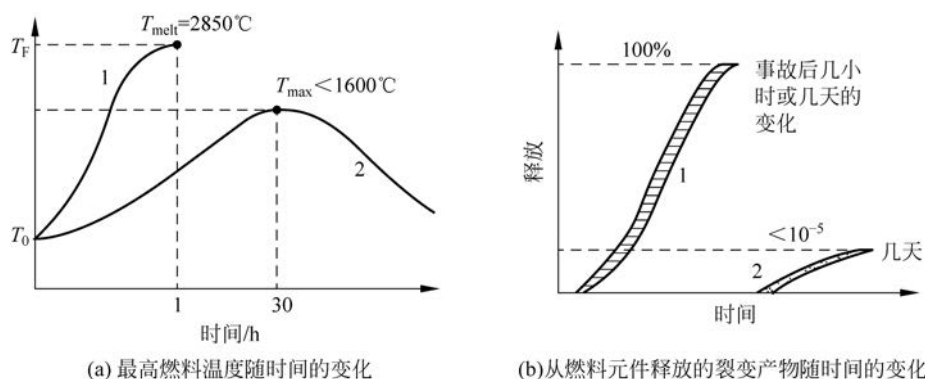 T_melt=2850℃
T_F
1
T_max＜1600℃
2
T_0
1
30
时间/h
(a) 最高燃料温度随时间的变化
100%
事故后几小
时或几天的
变化
释放
1
＜10⁻⁵
几天
2
时间
(b)从燃料元件释放的裂变产物随时间的变化